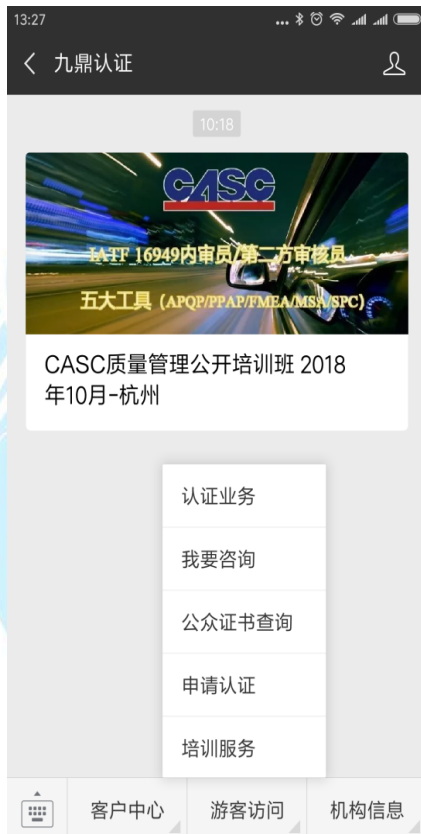 13:27
九鼎认证
10:18
CASC
IATF 16949内审员/第二方审核员
五大工具（APQP/PPAP/FMEA/MSA/SPC）
CASC质量管理公开培训班 2018
年10月-杭州
认证业务
我要咨询
公众证书查询
申请认证
培训服务
客户中心
游客访问
机构信息